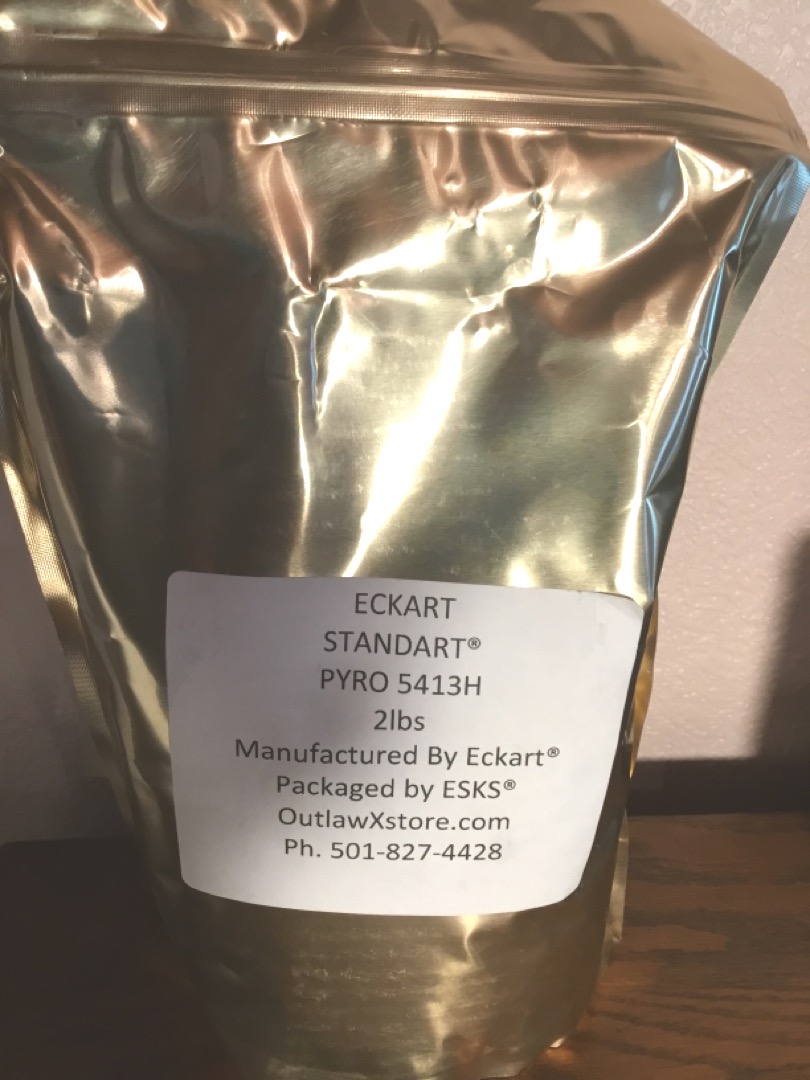 ECKART
STANDART®
PYRO 5413H
2lbs
Manufactured By Eckart®
Packaged by ESKS®
OutlawXstore.com
Ph. 501-827-4428